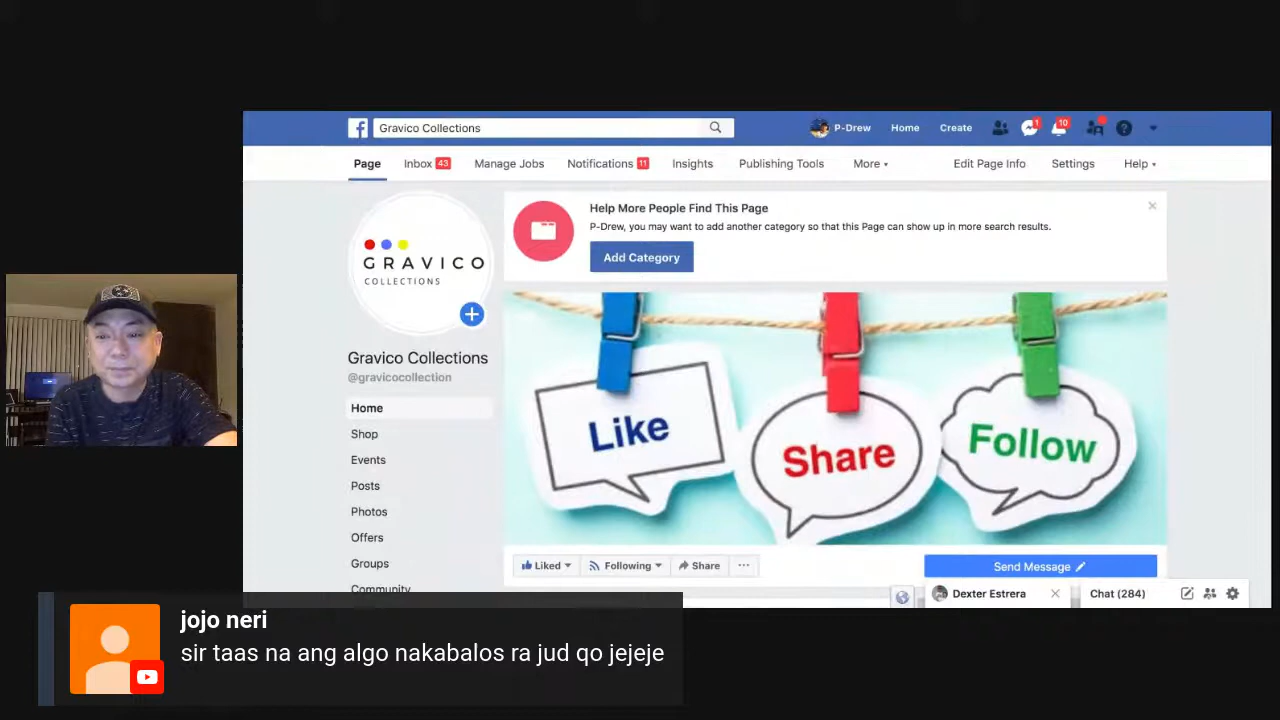 Gravico Collections
P-Drew
Home
Create
1
10
Page
Inbox 43
Manage Jobs
Notifications 11
Insights
Publishing Tools
More
Edit Page Info
Settings
Help
GRAVICO
COLLECTIONS
Help More People Find This Page
P-Drew, you may want to add another category so that this Page can show up in more search results.
Add Category
Gravico Collections
@gravicocollection
Home
Shop
Events
Posts
Photos
Offers
Groups
Community
Like
Share
Follow
Liked
Following
Share
Send Message
Dexter Estrera
Chat (284)
jojo neri
sir taas na ang algo nakabalos ra jud qo jejeje